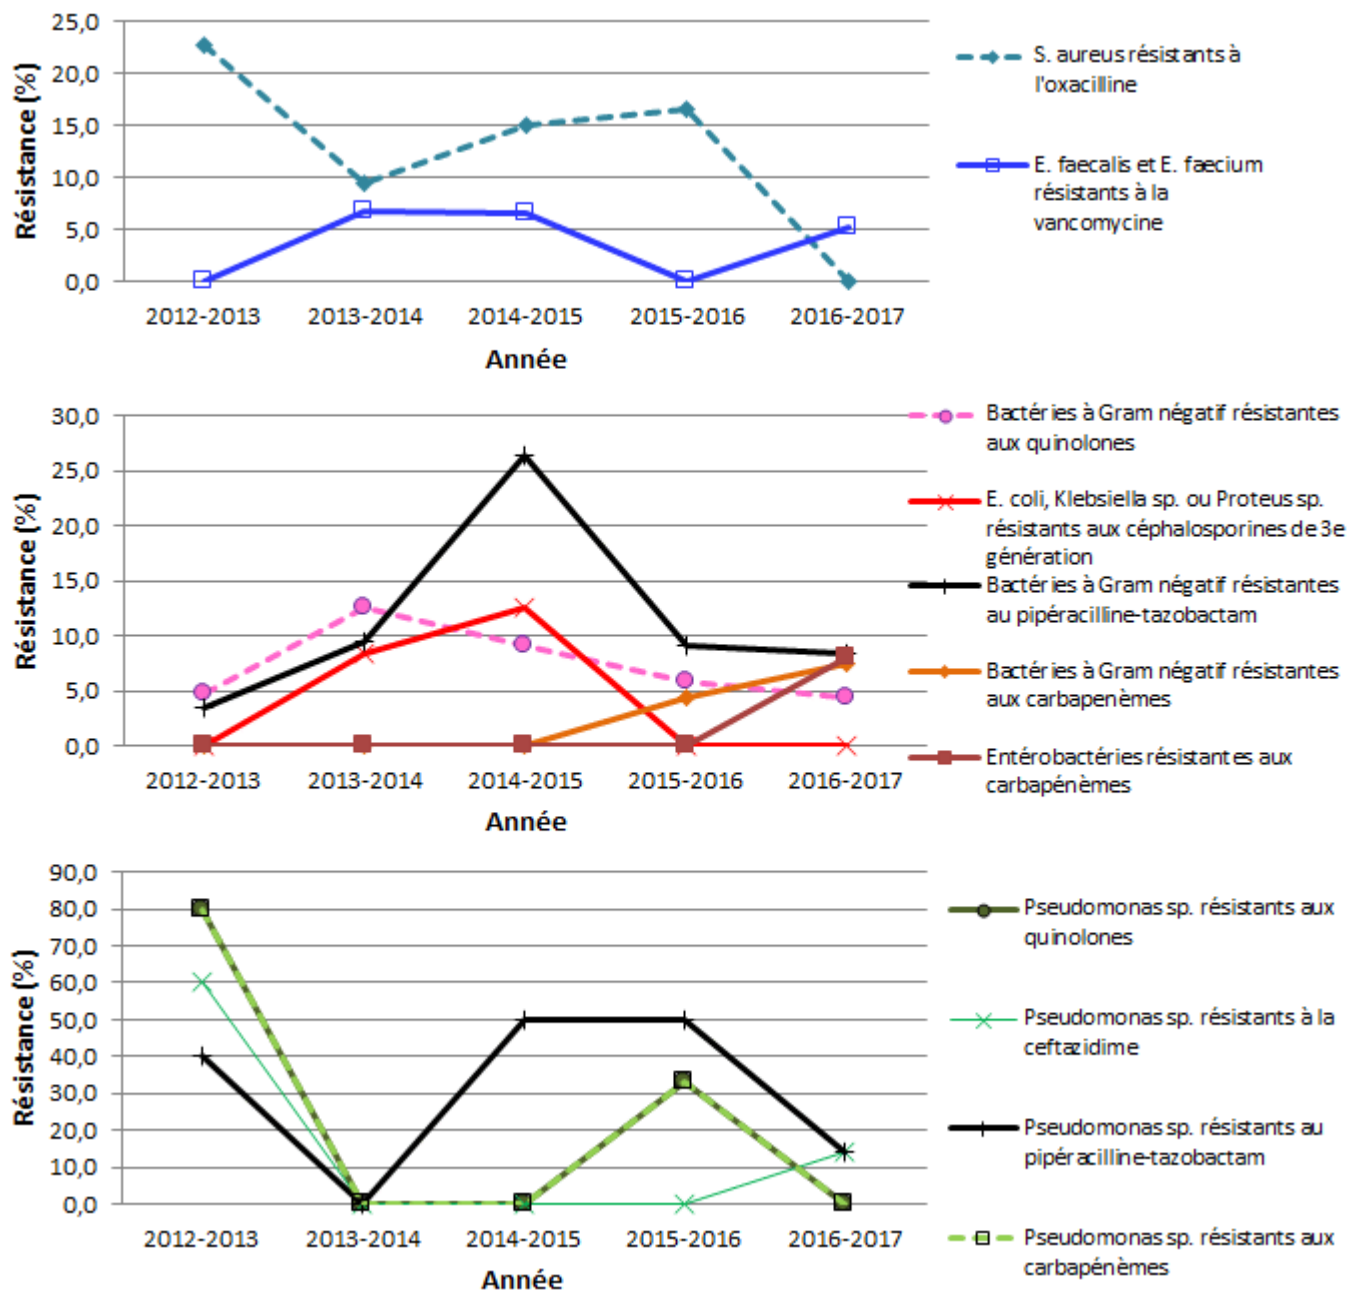 25,0
20,0
15,0
10,0
5,0
0,0
Résistance (%)
2012-2013
2013-2014
2014-2015
2015-2016
2016-2017
Année
S. aureus résistants à
l'oxacilline
E. faecalis et E. faecium
résistants à la
vancomycine
30,0
25,0
20,0
15,0
10,0
5,0
0,0
Résistance (%)
2012-2013
2013-2014
2014-2015
2015-2016
2016-2017
Année
Bactéries à Gram négatif résistantes
aux quinolones
E. coli, Klebsiella sp. ou Proteus sp.
résistants aux céphalosporines de 3e
génération
Bactéries à Gram négatif résistantes
au pipéracilline-tazobactam
Bactéries à Gram négatif résistantes
aux carbapenèmes
Entérobactéries résistantes aux
carbapénèmes
90,0
80,0
70,0
60,0
50,0
40,0
30,0
20,0
10,0
0,0
Résistance (%)
2012-2013
2013-2014
2014-2015
2015-2016
2016-2017
Année
Pseudomonas sp. résistants aux
quinolones
Pseudomonas sp. résistants à la
ceftazidime
Pseudomonas sp. résistants au
pipéracilline-tazobactam
Pseudomonas sp. résistants aux
carbapénèmes